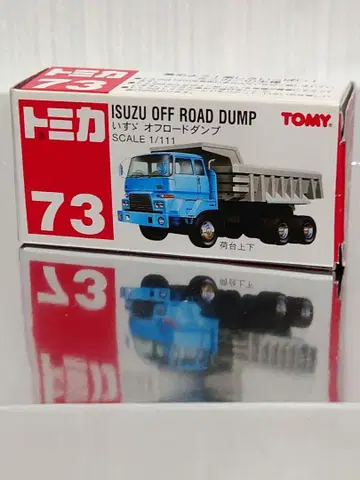 トミカ
73
ISUZU OFF ROAD DUMP
いすゞ オフロードダンプ
SCALE 1/111
TOMY
73
荷台上下